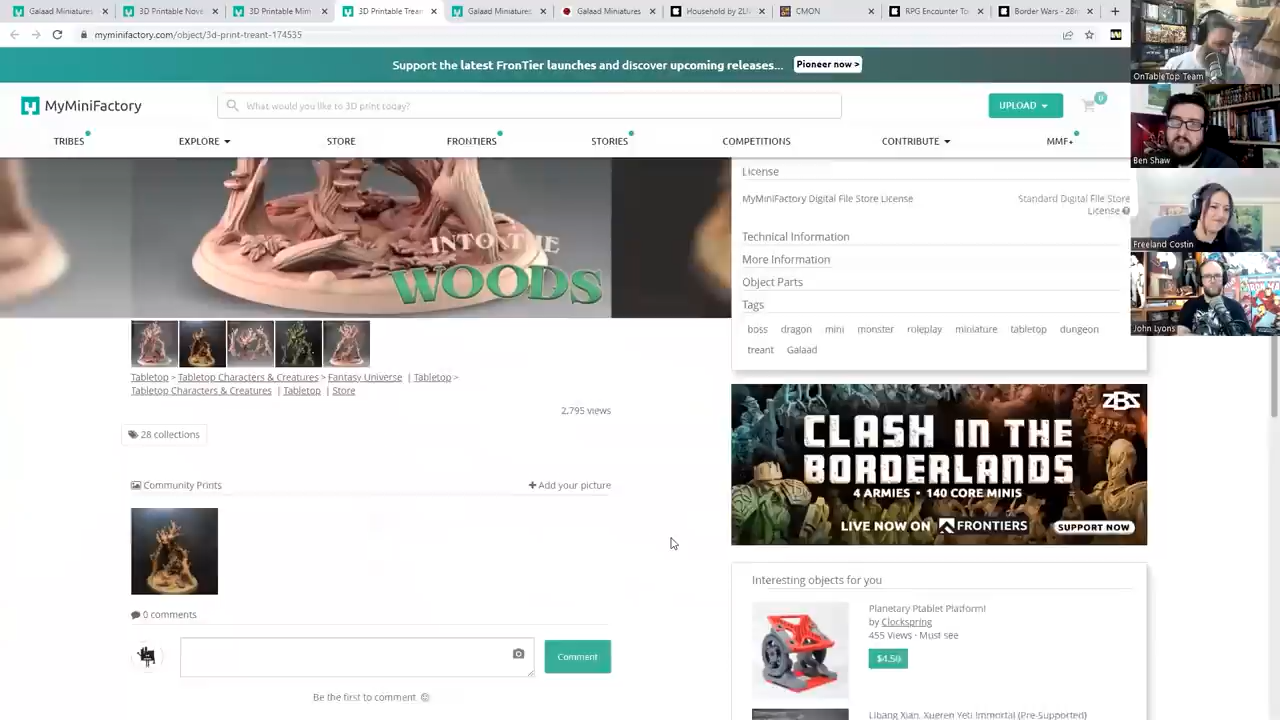 Galaad Miniatures
3D Printable Nove
3D Printable Mim
3D Printable Trea
Galaad Miniatures
Galaad Miniatures
Household by 2LI
CMON
RPG Encounter To
Border Wars - 28
myminifactory.com/object/3d-print-treant-174535
Support the latest FronTier launches and discover upcoming releases...
Pioneer now >
MyMiniFactory
What would you like to 3D print today?
UPLOAD
0
TRIBES
EXPLORE
STORE
FRONTIERS
STORIES
COMPETITIONS
CONTRIBUTE
MMF+
OnTableTop Team
Ben Shaw
Freeland Costin
John Lyons
INTO THE
WOODS
License
MyMiniFactory Digital File Store License
Standard Digital File Store
License
Technical Information
More Information
Object Parts
Tags
boss dragon mini monster roleplay miniature tabletop dungeon
treant Galaad
Tabletop > Tabletop Characters & Creatures > Fantasy Universe | Tabletop >
Tabletop Characters & Creatures | Tabletop | Store
2,795 views
28 collections
Community Prints
+ Add your picture
0 comments
Comment
Be the first to comment
ZBS
CLASH IN THE
BORDERLANDS
4 ARMIES • 140 CORE MINIS
LIVE NOW ON FRONTIERS
SUPPORT NOW
Interesting objects for you
Planetary Ptablet Platform!
by Clockspring
455 Views · Must see
$4.50
Libang Xian, Xueren Yeti Immortal (Pre-Supported)